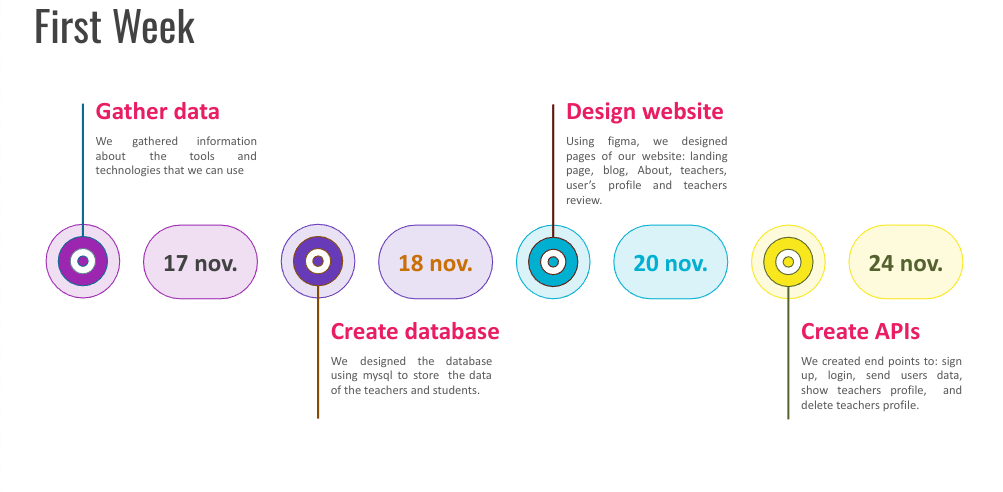 First Week
Gather data
We gathered information
about the tools and
technologies that we can use
Design website
Using figma, we designed
pages of our website: landing
page, blog, About, teachers,
user's profile and teachers
review.
17 nov.
18 nov.
20 nov.
24 nov.
Create database
We designed the database
using mysql to store the data
of the teachers and students.
Create APIs
We created end points to: sign
up, login, send users data,
show teachers profile, and
delete teachers profile.